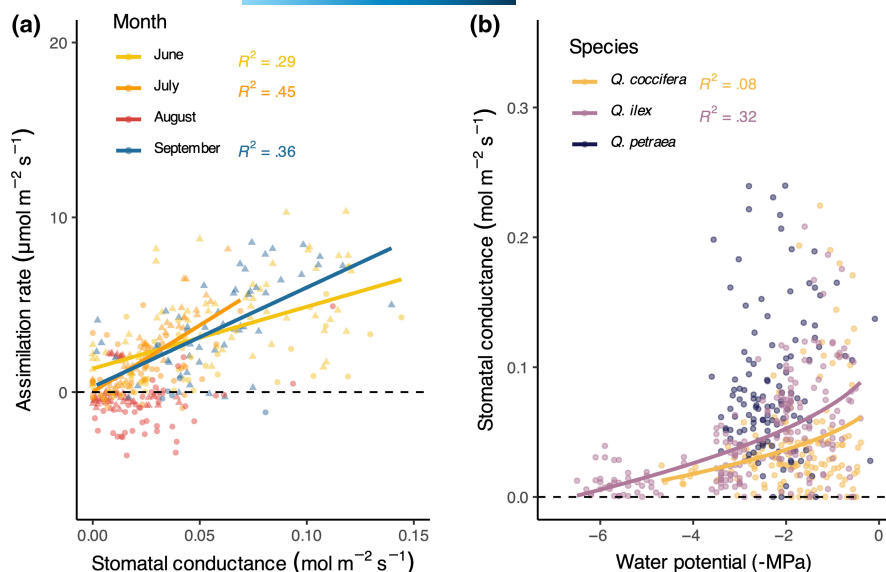 (a)
Month
June R² = .29
July R² = .45
August
September R² = .36
Assimilation rate (μmol m⁻² s⁻¹)
20
10
0
0.00 0.05 0.10 0.15
Stomatal conductance (mol m⁻² s⁻¹)
(b)
Species
Q. coccifera R² = .08
Q. ilex R² = .32
Q. petraea
Stomatal conductance (mol m⁻² s⁻¹)
0.3
0.2
0.1
0.0
−6 −4 −2 0
Water potential (-MPa)